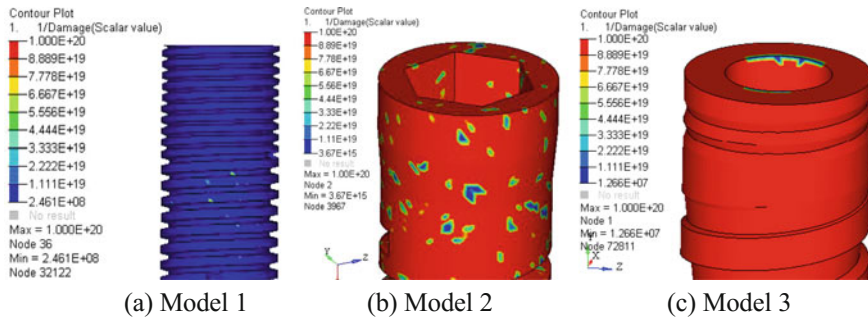 Contour Plot
1. 1/Damage(Scalar value)
1.000E+20
8.889E+19
7.778E+19
6.667E+19
5.556E+19
4.444E+19
3.333E+19
2.222E+19
1.111E+19
2.461E+08
No result
Max = 1.000E+20
Node 36
Min = 2.461E+08
Node 32122
(a) Model 1
Contour Plot
1. 1/Damage(Scalar value)
1.00E+20
8.89E+19
7.78E+19
6.67E+19
5.56E+19
4.44E+19
3.33E+19
2.22E+19
1.11E+19
3.67E+15
No result
Max = 1.00E+20
Node 2
Min = 3.67E+15
Node 3967
Y
Z
(b) Model 2
Contour Plot
1. 1/Damage(Scalar value)
1.000E+20
8.889E+19
7.778E+19
6.667E+19
5.556E+19
4.444E+19
3.333E+19
2.222E+19
1.111E+19
1.266E+07
No result
Max = 1.000E+20
Node 1
Min = 1.266E+07
Node 72811
Y
X
Z
(c) Model 3